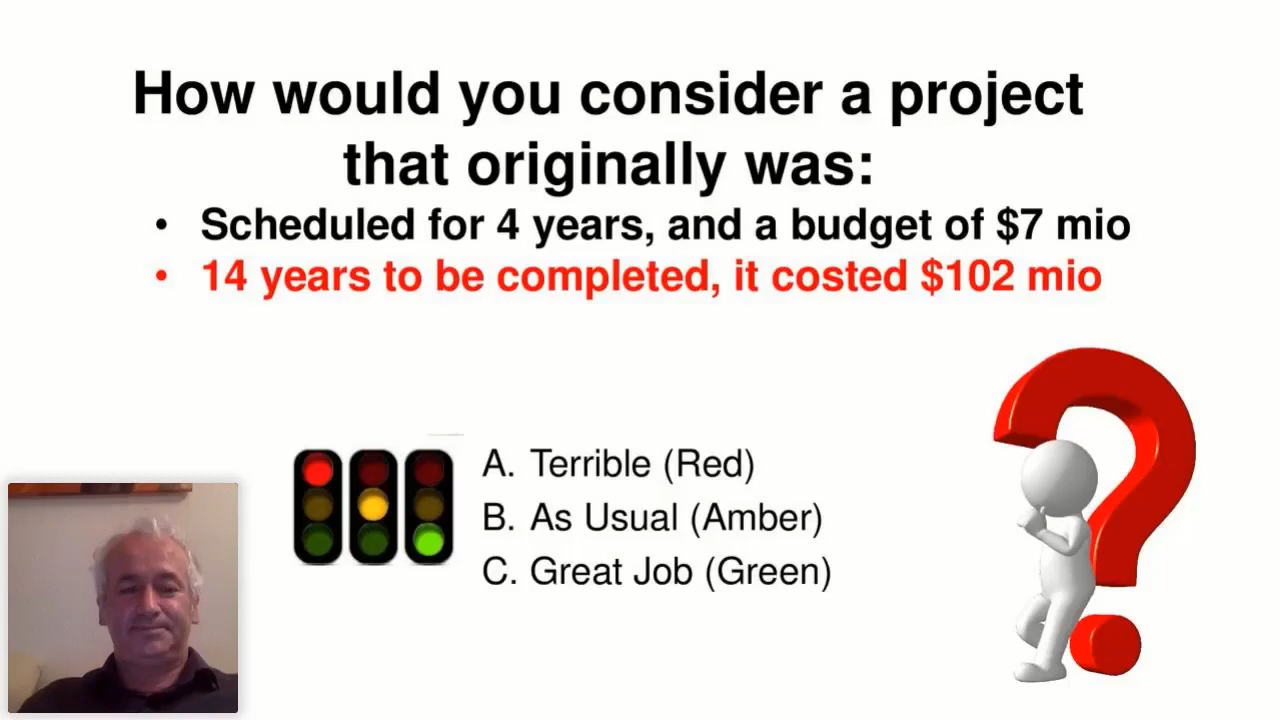 How would you consider a project
that originally was:
• Scheduled for 4 years, and a budget of $7 mio
• 14 years to be completed, it costed $102 mio
A. Terrible (Red)
B. As Usual (Amber)
C. Great Job (Green)